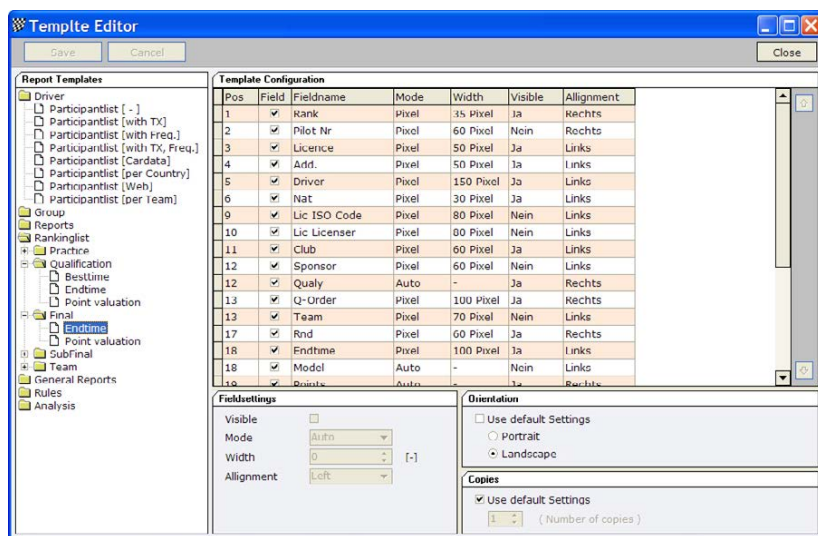 Templte Editor
Save
Cancel
Close
Report Templates
Driver
Participantlist [ - ]
Participantlist [with TX]
Participantlist [with Freq.]
Participantlist [with TX, Freq.]
Participantlist [Cardata]
Participantlist [per Country]
Participantlist [Web]
Participantlist [per Team]
Group
Reports
Rankinglist
Practice
Qualification
Besttime
Endtime
Point valuation
Final
Endtime
Point valuation
SubFinal
Team
General Reports
Rules
Analysis
Template Configuration
Pos Field Fieldname Mode Width Visible Allignment
1 Rank Pixel 35 Pixel Ja Rechts
2 Pilot Nr Pixel 60 Pixel Nein Rechts
3 Licence Pixel 50 Pixel Ja Links
4 Add. Pixel 50 Pixel Ja Links
5 Driver Pixel 150 Pixel Ja Links
6 Nat Pixel 30 Pixel Ja Links
9 Lic ISO Code Pixel 80 Pixel Nein Links
10 Lic Licenser Pixel 80 Pixel Nein Links
11 Club Pixel 60 Pixel Ja Links
12 Sponsor Pixel 60 Pixel Nein Links
12 Qualy Auto - Ja Rechts
13 Q-Order Pixel 100 Pixel Ja Rechts
13 Team Pixel 70 Pixel Nein Links
17 Rnd Pixel 60 Pixel Ja Rechts
18 Endtime Pixel 100 Pixel Ja Links
18 Model Auto - Nein Links
19 Points Auto - Ja Rechts
Fieldsettings
Visible
Mode Auto
Width 0 [-]
Allignment Left
Orientation
Use default Settings
Portrait
Landscape
Copies
Use default Settings
1 ( Number of copies )